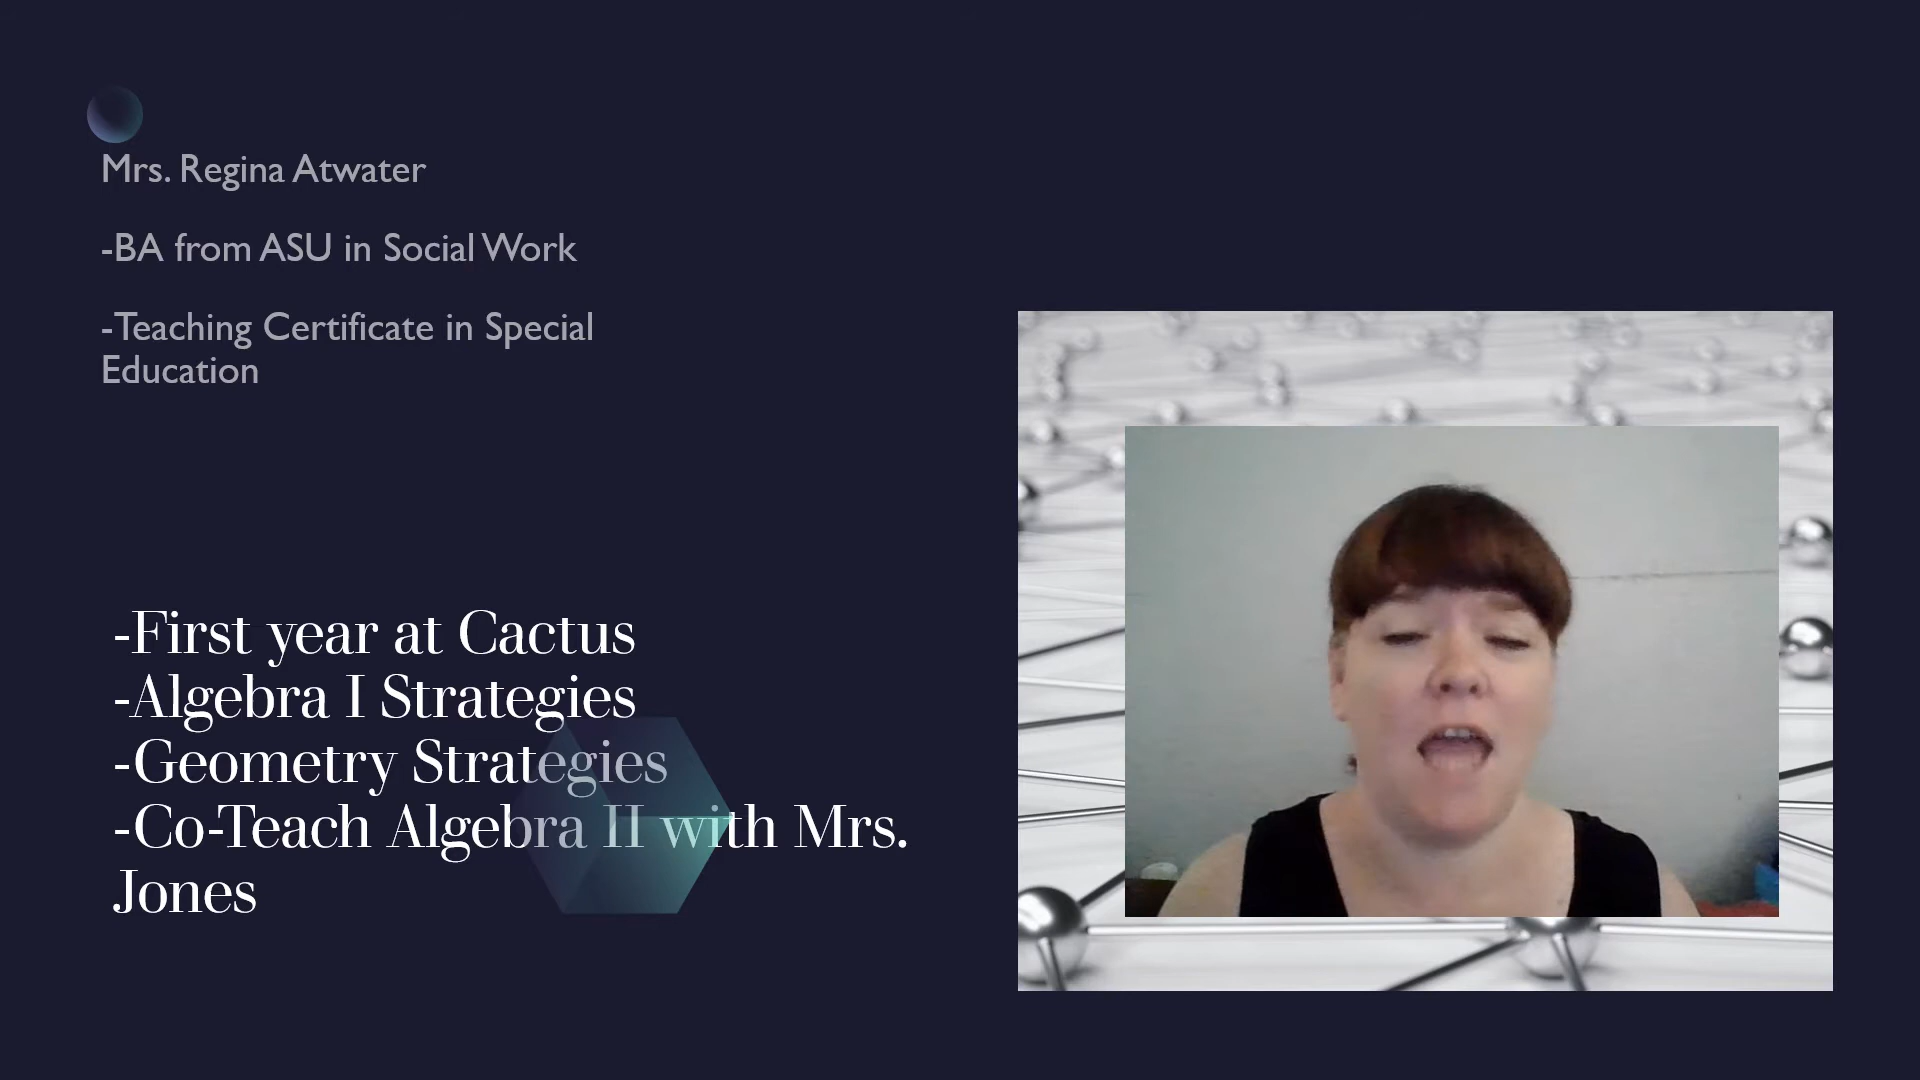 Mrs. Regina Atwater
-BA from ASU in Social Work
-Teaching Certificate in Special
Education
-First year at Cactus
-Algebra I Strategies
-Geometry Strategies
-Co-Teach Algebra II with Mrs.
Jones